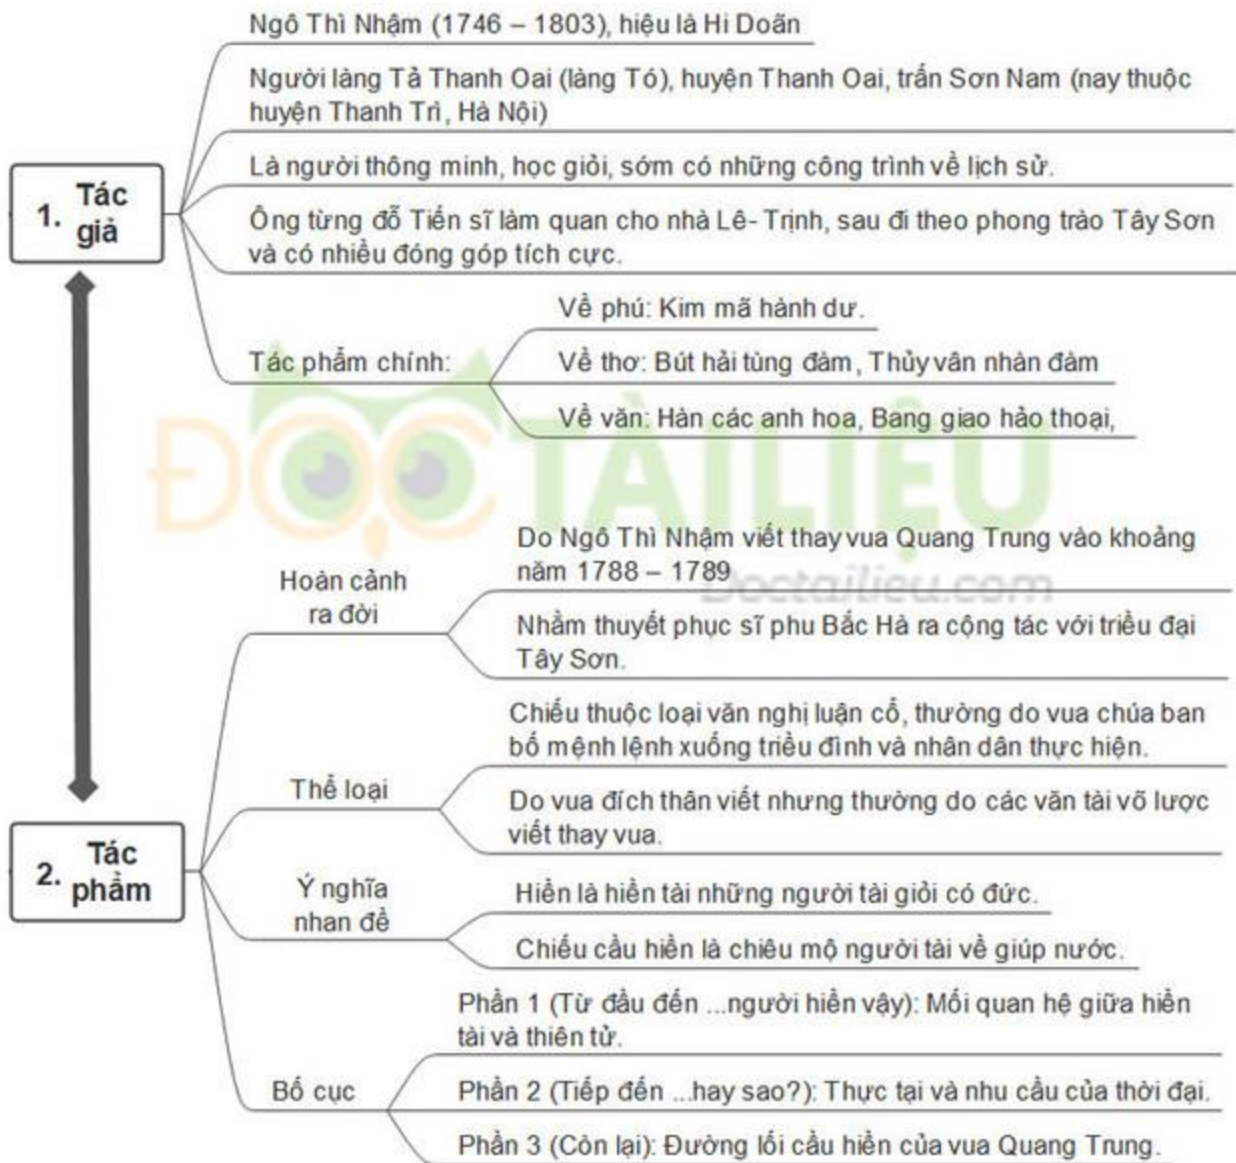 Ngô Thì Nhậm (1746 – 1803), hiệu là Hi Doãn
Người làng Tả Thanh Oai (làng Tó), huyện Thanh Oai, trấn Sơn Nam (nay thuộc
huyện Thanh Trì, Hà Nội)
1. Tác
giả
Là người thông minh, học giỏi, sớm có những công trình về lịch sử.
Ông từng đỗ Tiến sĩ làm quan cho nhà Lê- Trịnh, sau đi theo phong trào Tây Sơn
và có nhiều đóng góp tích cực.
Tác phẩm chính:
Về phú: Kim mã hành dư.
Về thơ: Bút hải tùng đàm, Thủy vân nhàn đàm
Về văn: Hàn các anh hoa, Bang giao hảo thoại,
ĐỌCTÀILIỆU
Doctailieu.com
2. Tác
phẩm
Hoàn cảnh
ra đời
Do Ngô Thì Nhậm viết thay vua Quang Trung vào khoảng
năm 1788 – 1789
Nhằm thuyết phục sĩ phu Bắc Hà ra cộng tác với triều đại
Tây Sơn.
Thể loại
Chiếu thuộc loại văn nghị luận cổ, thường do vua chúa ban
bố mệnh lệnh xuống triều đình và nhân dân thực hiện.
Do vua đích thân viết nhưng thường do các văn tài võ lược
viết thay vua.
Ý nghĩa
nhan đề
Hiền là hiền tài những người tài giỏi có đức.
Chiếu cầu hiền là chiêu mộ người tài về giúp nước.
Bố cục
Phần 1 (Từ đầu đến ...người hiền vậy): Mối quan hệ giữa hiền
tài và thiên tử.
Phần 2 (Tiếp đến ...hay sao?): Thực tại và nhu cầu của thời đại.
Phần 3 (Còn lại): Đường lối cầu hiền của vua Quang Trung.